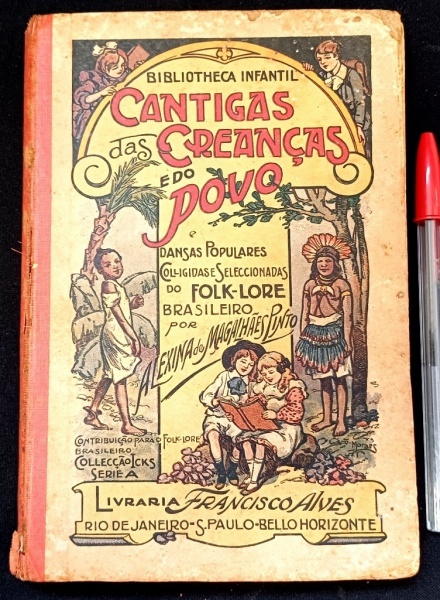 BIBLIOTHECA INFANTIL
CANTIGAS
das CREANÇAS
E DO POVO
e
DANSAS POPULARES
COLLIGIDAS E SELECCIONADAS
DO FOLK-LORE
BRASILEIRO
POR
ALEXINA de MAGALHÃES PINTO
CONTRIBUIÇÃO PARA O FOLK-LORE
BRASILEIRO
COLLECÇÃO ICKS
SERIE A
LIVRARIA FRANCISCO ALVES
RIO DE JANEIRO-S.PAULO-BELLO HORIZONTE